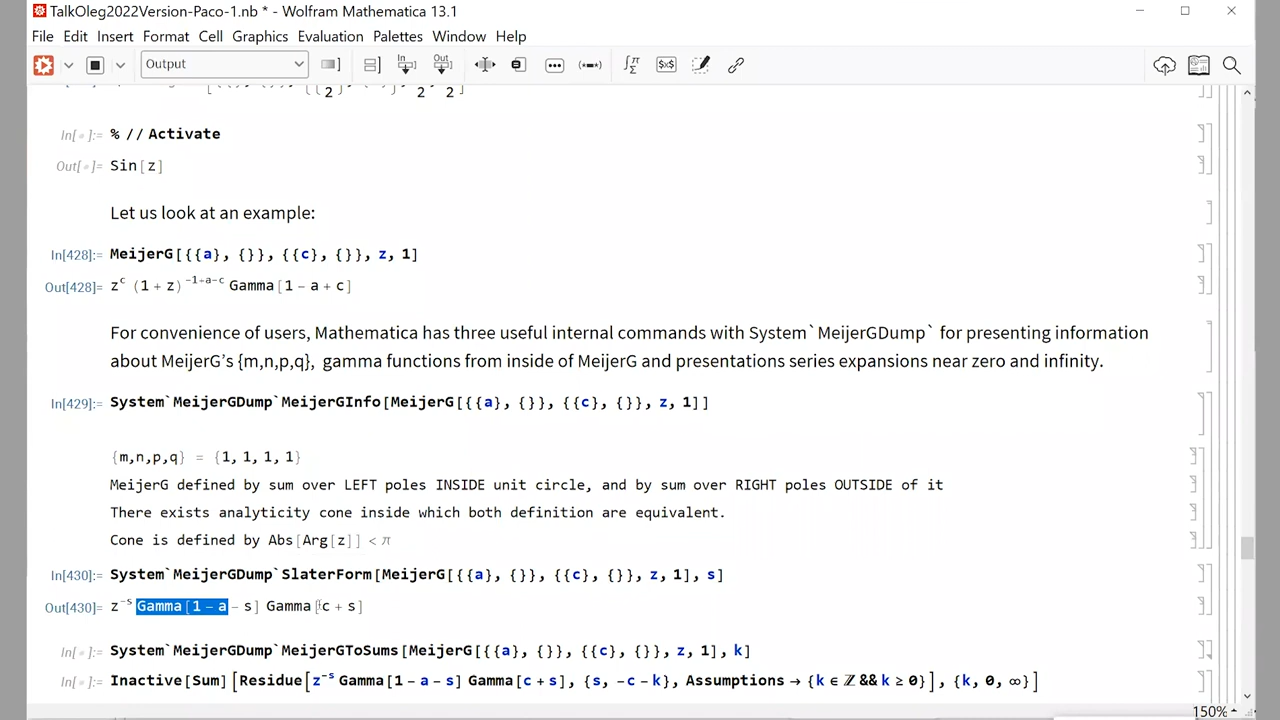 TalkOleg2022Version-Paco-1.nb * - Wolfram Mathematica 13.1
File Edit Insert Format Cell Graphics Evaluation Palettes Window Help
Output
In[•]:= % // Activate
Out[•]= Sin[z]
Let us look at an example:
In[428]:= MeijerG[{{a}, {}}, {{c}, {}}, z, 1]
Out[428]= z^c (1 + z)^-1+a-c Gamma[1 - a + c]
For convenience of users, Mathematica has three useful internal commands with System`MeijerGDump` for presenting information
about MeijerG's {m,n,p,q}, gamma functions from inside of MeijerG and presentations series expansions near zero and infinity.
In[429]:= System`MeijerGDump`MeijerGInfo[MeijerG[{{a}, {}}, {{c}, {}}, z, 1]]
{m,n,p,q} = {1, 1, 1, 1}
MeijerG defined by sum over LEFT poles INSIDE unit circle, and by sum over RIGHT poles OUTSIDE of it
There exists analyticity cone inside which both definition are equivalent.
Cone is defined by Abs[Arg[z]] < π
In[430]:= System`MeijerGDump`SlaterForm[MeijerG[{{a}, {}}, {{c}, {}}, z, 1], s]
Out[430]= z^-s Gamma[1 - a - s] Gamma[c + s]
In[•]:= System`MeijerGDump`MeijerGToSums[MeijerG[{{a}, {}}, {{c}, {}}, z, 1], k]
In[•]:= Inactive[Sum][Residue[z^-s Gamma[1 - a - s] Gamma[c + s], {s, -c - k}, Assumptions → {k ∈ ℤ && k ≥ 0}], {k, 0, ∞}]
150%